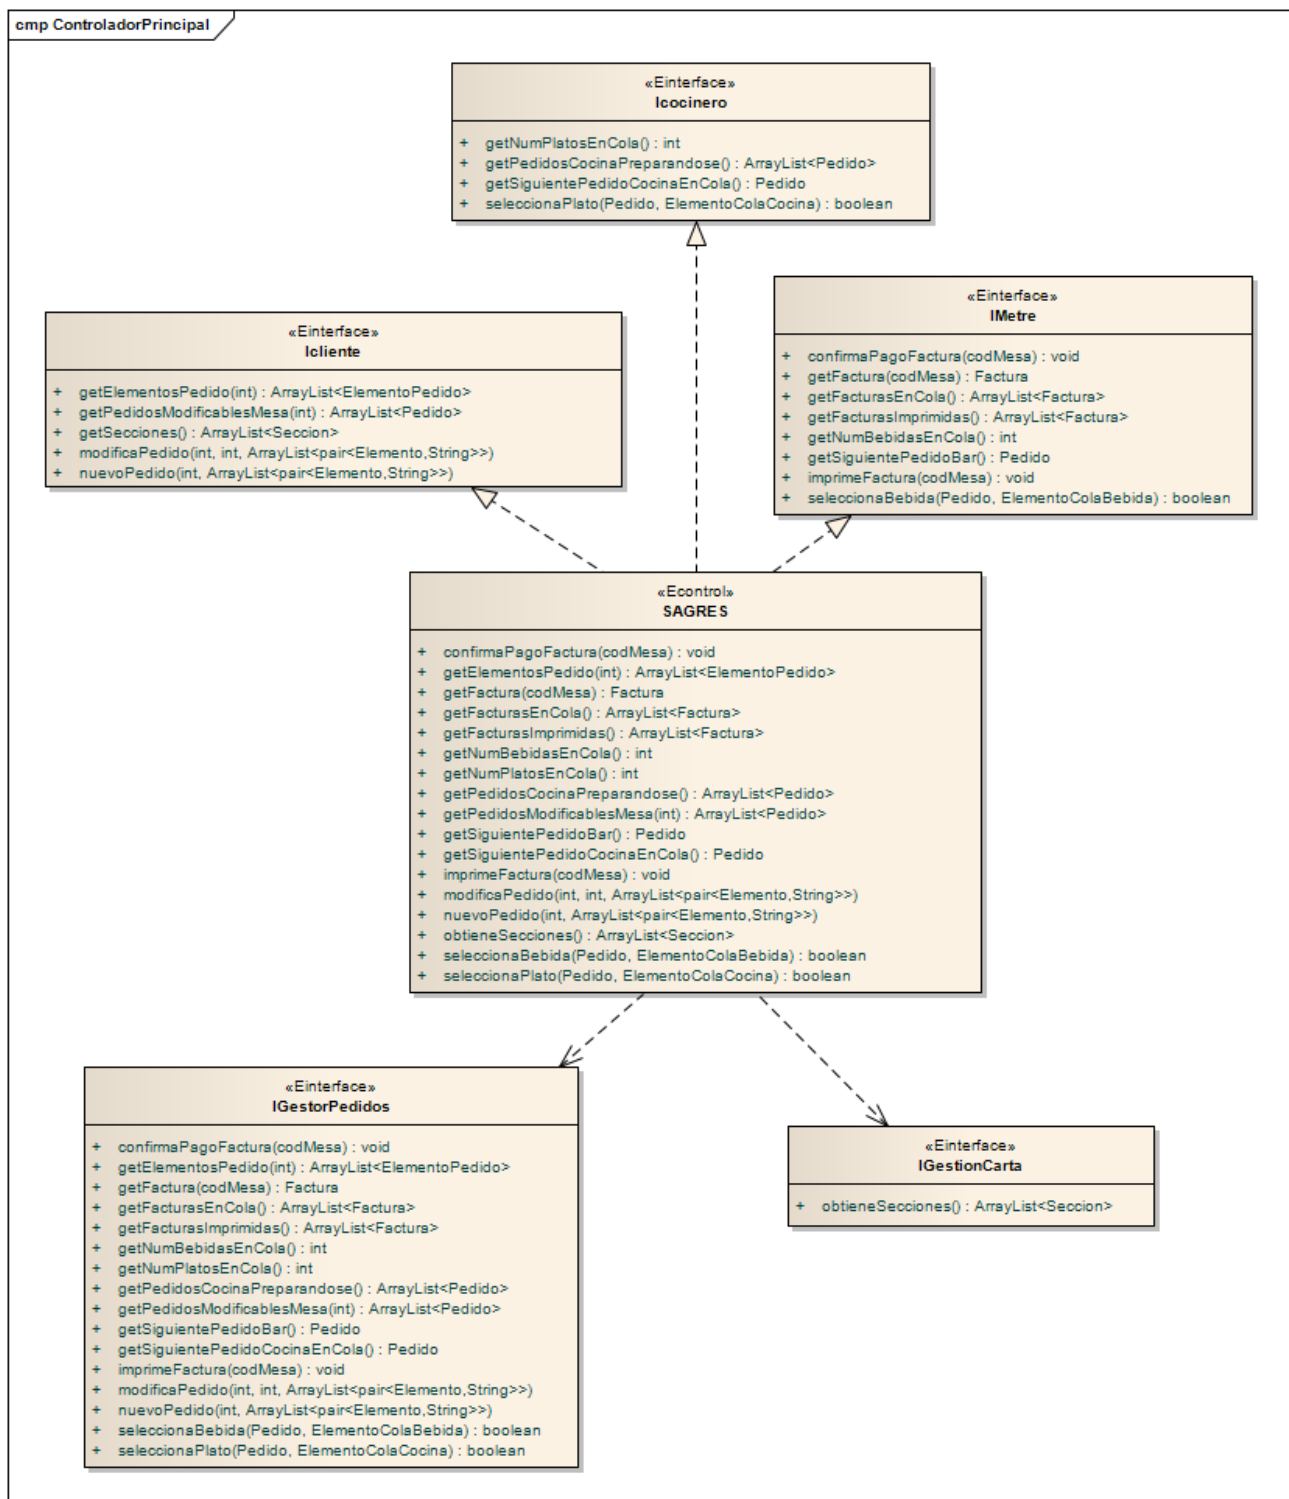 cmp ControladorPrincipal
«Einterface»
Icocinero
+ getNumPlatosEnCola() : int
+ getPedidosCocinaPreparandose() : ArrayList<Pedido>
+ getSiguientePedidoCocinaEnCola() : Pedido
+ seleccionaPlato(Pedido, ElementoColaCocina) : boolean
«Einterface»
IMetre
+ confirmaPagoFactura(codMesa) : void
+ getFactura(codMesa) : Factura
+ getFacturasEnCola() : ArrayList<Factura>
+ getFacturasImprimidas() : ArrayList<Factura>
+ getNumBebidasEnCola() : int
+ getSiguientePedidoBar() : Pedido
+ imprimeFactura(codMesa) : void
+ seleccionaBebida(Pedido, ElementoColaBebida) : boolean
«Einterface»
Icliente
+ getElementosPedido(int) : ArrayList<ElementoPedido>
+ getPedidosModificablesMesa(int) : ArrayList<Pedido>
+ getSecciones() : ArrayList<Seccion>
+ modificaPedido(int, int, ArrayList<pair<Elemento,String>>)
+ nuevoPedido(int, ArrayList<pair<Elemento,String>>)
«Econtrol»
SAGRES
+ confirmaPagoFactura(codMesa) : void
+ getElementosPedido(int) : ArrayList<ElementoPedido>
+ getFactura(codMesa) : Factura
+ getFacturasEnCola() : ArrayList<Factura>
+ getFacturasImprimidas() : ArrayList<Factura>
+ getNumBebidasEnCola() : int
+ getNumPlatosEnCola() : int
+ getPedidosCocinaPreparandose() : ArrayList<Pedido>
+ getPedidosModificablesMesa(int) : ArrayList<Pedido>
+ getSiguientePedidoBar() : Pedido
+ getSiguientePedidoCocinaEnCola() : Pedido
+ imprimeFactura(codMesa) : void
+ modificaPedido(int, int, ArrayList<pair<Elemento,String>>)
+ nuevoPedido(int, ArrayList<pair<Elemento,String>>)
+ obtieneSecciones() : ArrayList<Seccion>
+ seleccionaBebida(Pedido, ElementoColaBebida) : boolean
+ seleccionaPlato(Pedido, ElementoColaCocina) : boolean
«Einterface»
IGestorPedidos
+ confirmaPagoFactura(codMesa) : void
+ getElementosPedido(int) : ArrayList<ElementoPedido>
+ getFactura(codMesa) : Factura
+ getFacturasEnCola() : ArrayList<Factura>
+ getFacturasImprimidas() : ArrayList<Factura>
+ getNumBebidasEnCola() : int
+ getNumPlatosEnCola() : int
+ getPedidosCocinaPreparandose() : ArrayList<Pedido>
+ getPedidosModificablesMesa(int) : ArrayList<Pedido>
+ getSiguientePedidoBar() : Pedido
+ getSiguientePedidoCocinaEnCola() : Pedido
+ imprimeFactura(codMesa) : void
+ modificaPedido(int, int, ArrayList<pair<Elemento,String>>)
+ nuevoPedido(int, ArrayList<pair<Elemento,String>>)
+ seleccionaBebida(Pedido, ElementoColaBebida) : boolean
+ seleccionaPlato(Pedido, ElementoColaCocina) : boolean
«Einterface»
IGestionCarta
+ obtieneSecciones() : ArrayList<Seccion>